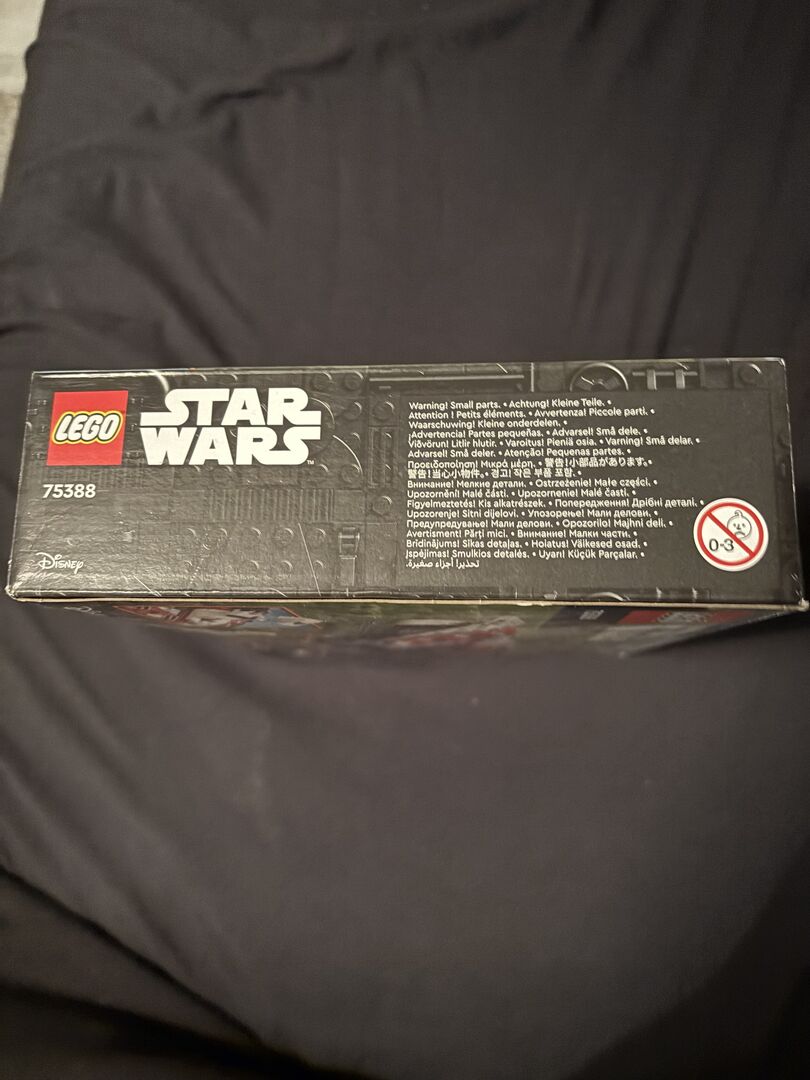 LEGO
STAR
WARS™
75388
Disney
Warning! Small parts. • Achtung! Kleine Teile. •
Attention ! Petits éléments. • Avvertenza! Piccole parti. •
Waarschuwing! Kleine onderdelen. •
¡Advertencia! Partes pequeñas. • Advarsel! Små dele. •
Viðvörun! Litlir hlutir. • Varoitus! Pieniä osia. • Varning! Små delar. •
Advarsel! Små deler. • Atenção! Pequenas partes. •
Προειδοποίηση! Μικρά μέρη. • 警告!小部品があります。•
警告!当心小物件。• 경고! 작은 부품 포함. •
Внимание! Мелкие детали. • Ostrzeżenie! Małe części. •
Upozornění! Malé části. • Upozornenie! Malé časti. •
Figyelmeztetés! Kis alkatrészek. • Попередження! Дрібні деталі. •
Upozorenje! Sitni dijelovi. • Упозорење! Мали делови. •
Предупредување! Мали делови. • Opozorilo! Majhni deli. •
Avertisment! Părți mici. • Внимание! Малки части. •
Brīdinājums! Sīkas detaļas. • Hoiatus! Väikesed osad. •
Įspėjimas! Smulkios detalės. • Uyarı! Küçük Parçalar. •
تحذير! أجزاء صغيرة.
0-3